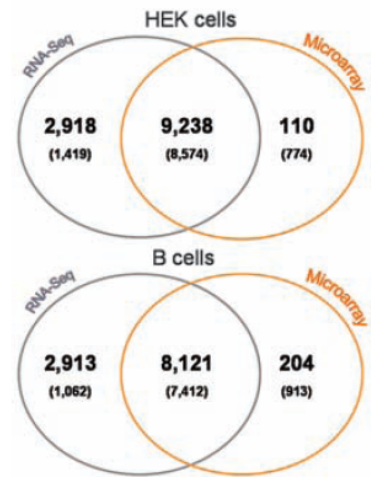 HEK cells
RNA-Seq
Microarray
2,918 9,238 110
(1,419) (8,574) (774)
B cells
RNA-Seq
Microarray
2,913 8,121 204
(1,062) (7,412) (913)